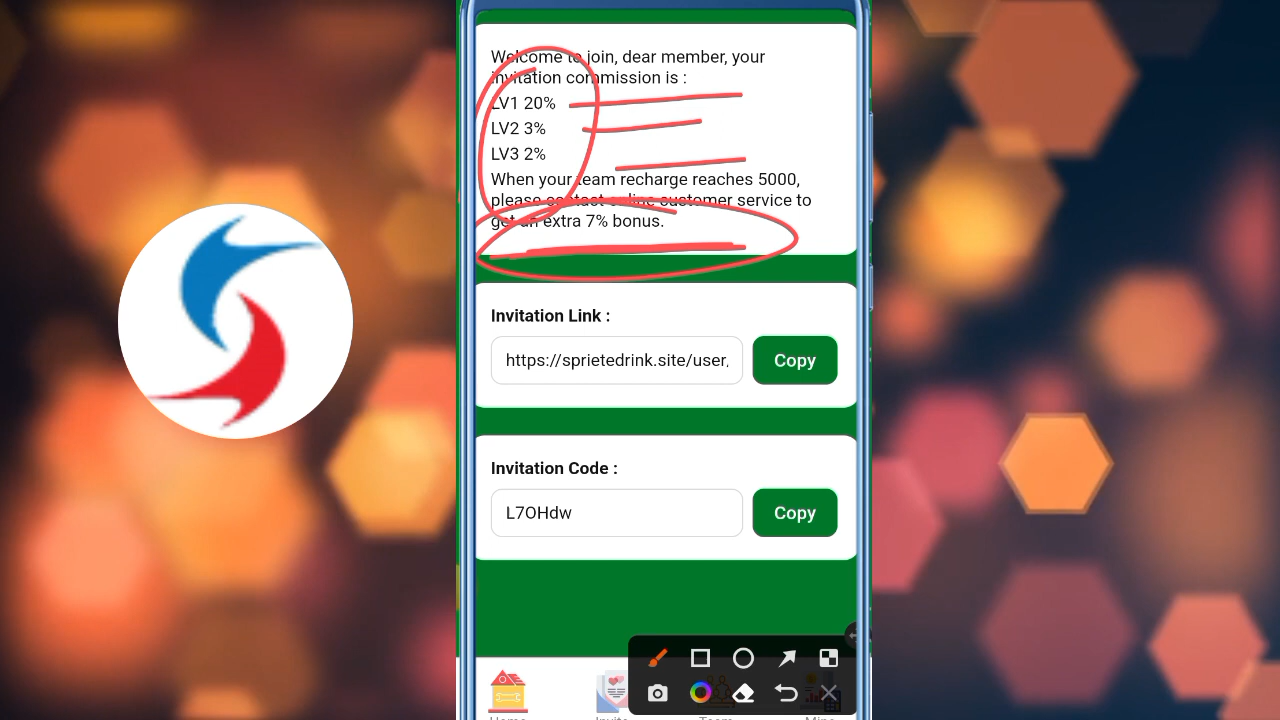 Welcome to join, dear member, your
invitation commission is :
LV1 20%
LV2 3%
LV3 2%
When your team recharge reaches 5000,
please contact online customer service to
get an extra 7% bonus.
Invitation Link :
https://sprietedrink.site/user,
Copy
Invitation Code :
L7OHdw
Copy
Home
Invite
Team
Mine